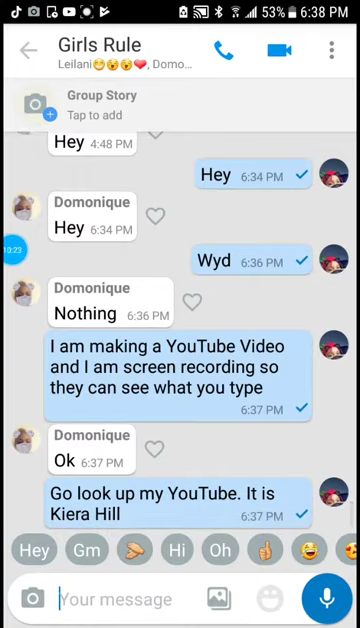 53% 6:38 PM
Girls Rule
Leilani😁😮😮❤️, Domo...
Group Story
Tap to add
Hey 4:48 PM
Hey 6:34 PM
Domonique
Hey 6:34 PM
10:23
Wyd 6:36 PM
Domonique
Nothing 6:36 PM
I am making a YouTube Video
and I am screen recording so
they can see what you type
6:37 PM
Domonique
Ok 6:37 PM
Go look up my YouTube. It is
Kiera Hill 6:37 PM
Hey Gm 👏 Hi Oh 👍 😂 😍
Your message